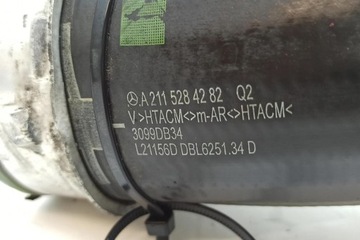 A 211 528 42 82 Q2
V>HTACM<>m-AR<>HTACM<
3099DB34
L21156D DBL6251.34 D